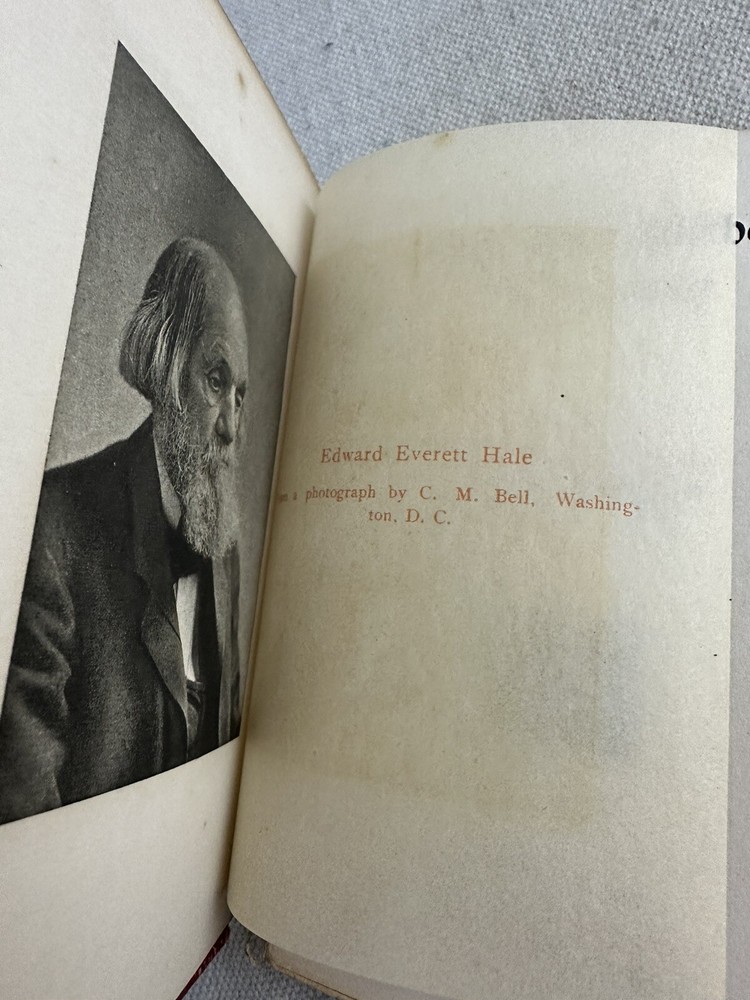 Edward Everett Hale
a photograph by C. M. Bell, Washing-
ton, D. C.